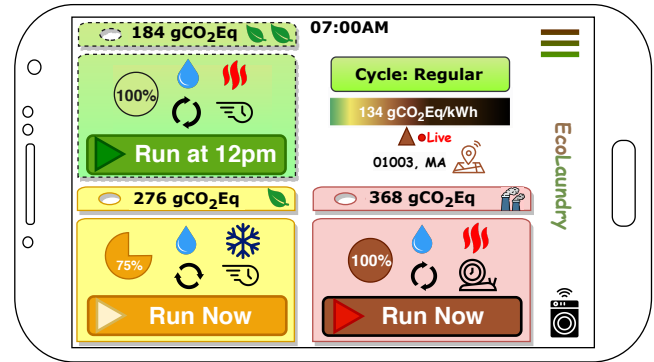 184 gCO₂Eq
07:00AM
100%
Run at 12pm
Cycle: Regular
134 gCO₂Eq/kWh
Live
01003, MA
EcoLaundry
276 gCO₂Eq
75%
Run Now
368 gCO₂Eq
100%
Run Now